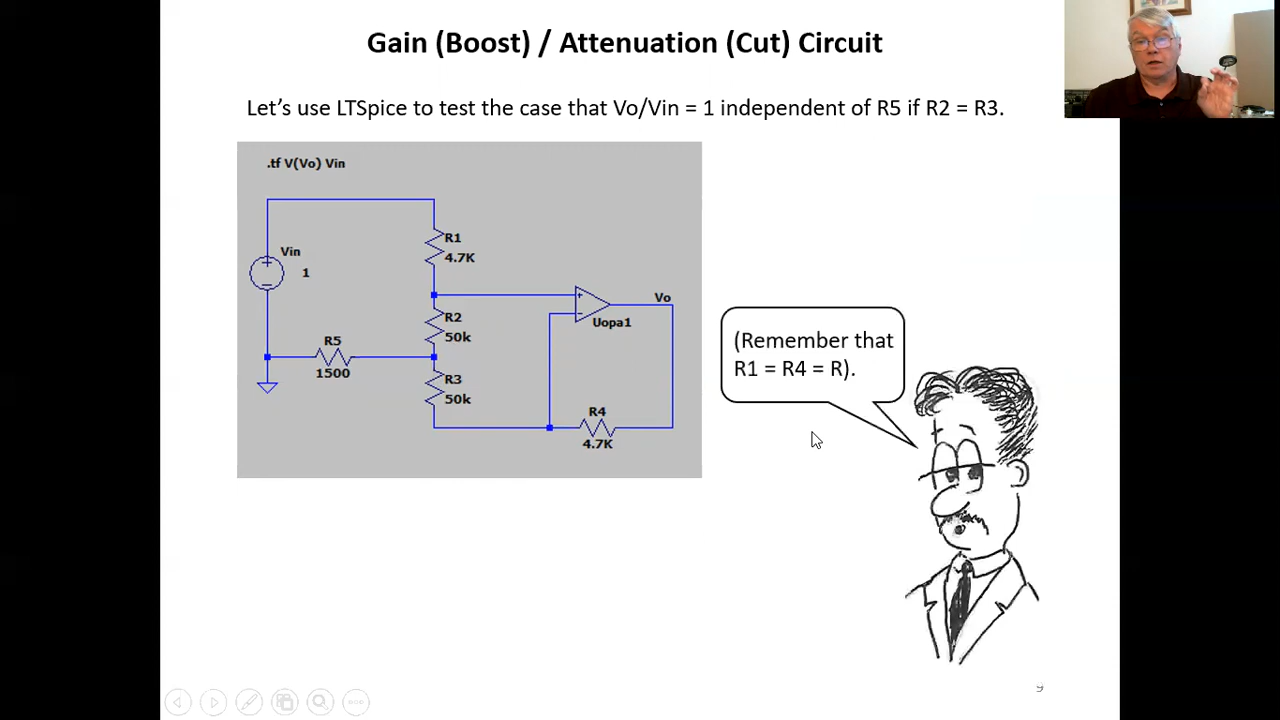 Gain (Boost) / Attenuation (Cut) Circuit
Let’s use LTSpice to test the case that Vo/Vin = 1 independent of R5 if R2 = R3.
.tf V(Vo) Vin
R1
4.7K
Vin
1
Vo
Uopa1
R2
50k
R5
1500
R3
50k
R4
4.7K
(Remember that
R1 = R4 = R).
9